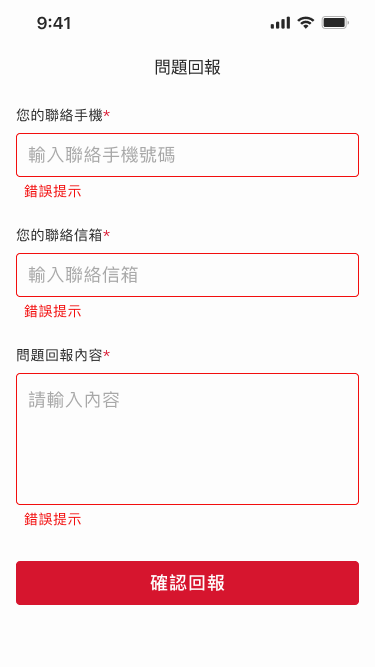 9:41
問題回報
您的聯絡手機*
輸入聯絡手機號碼
錯誤提示
您的聯絡信箱*
輸入聯絡信箱
錯誤提示
問題回報內容*
請輸入內容
錯誤提示
確認回報